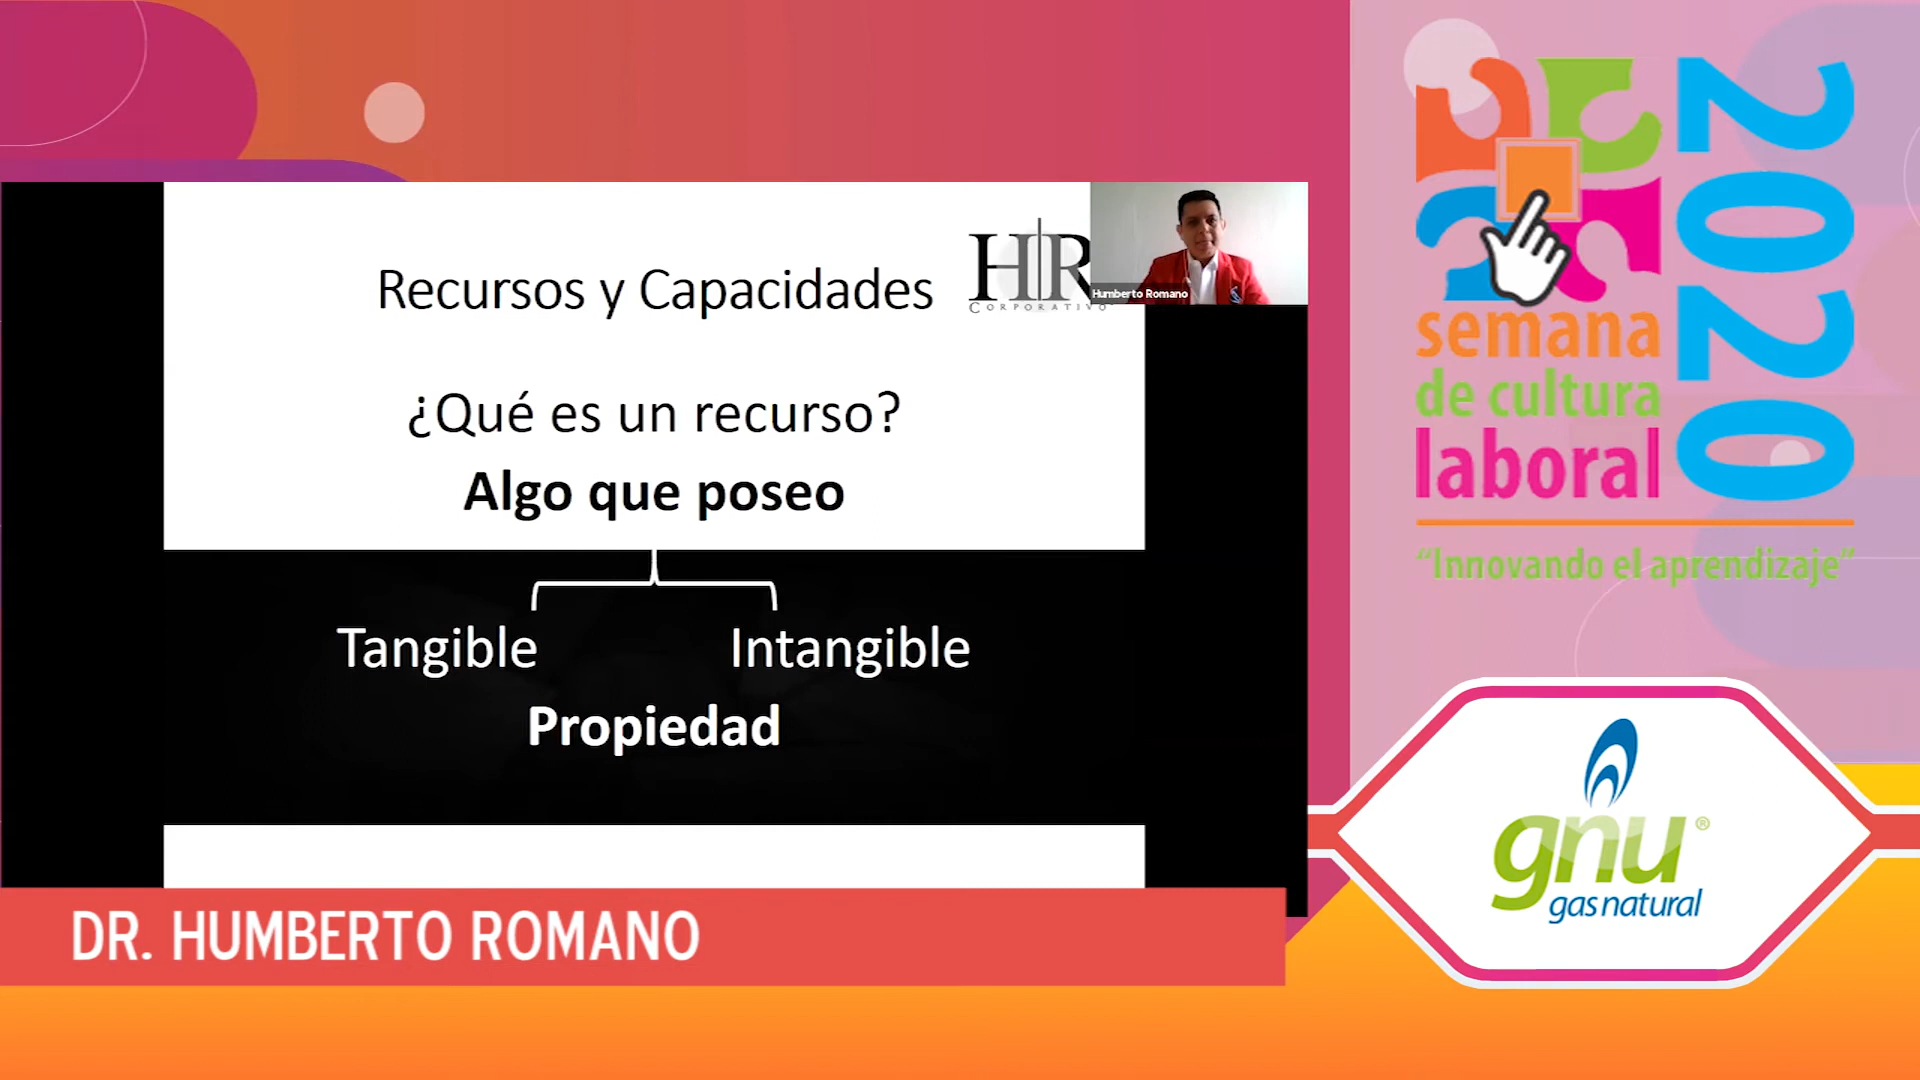 Recursos y Capacidades
HR
CORPORATIVO
Humberto Romano
¿Qué es un recurso?
Algo que poseo
Tangible
Intangible
Propiedad
DR. HUMBERTO ROMANO
2020
semana
de cultura
laboral
“Innovando el aprendizaje”
gnu®
gas natural